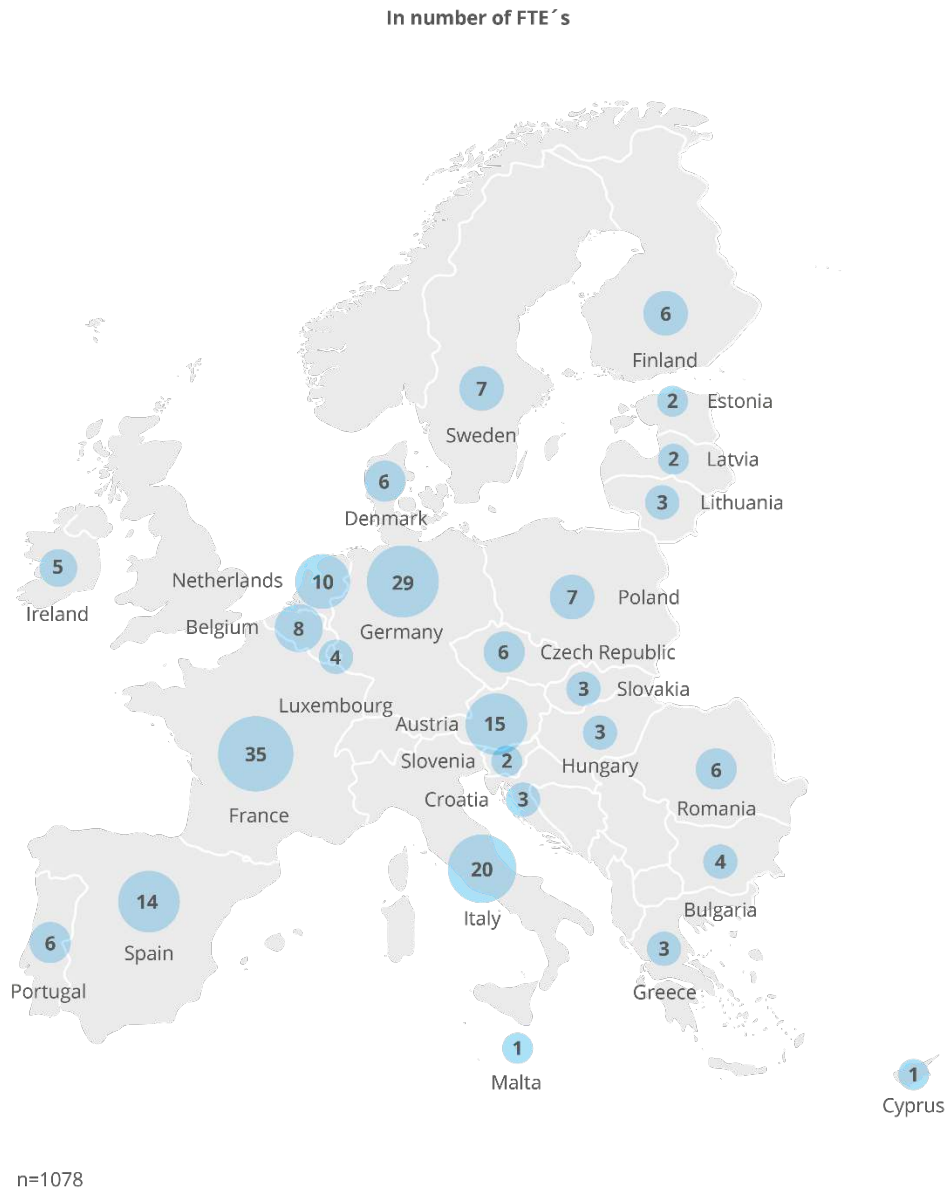 In number of FTE´s
6
Finland
7
Sweden
2 Estonia
2 Latvia
3 Lithuania
6
Denmark
5
Ireland
Netherlands 10
29
Germany
7 Poland
Belgium 8
4
Luxembourg
6 Czech Republic
3 Slovakia
Austria 15
3
Hungary
35
France
Slovenia 2
6
Romania
Croatia 3
4
Bulgaria
20
Italy
14
Spain
6
Portugal
3
Greece
1
Malta
1
Cyprus
n=1078